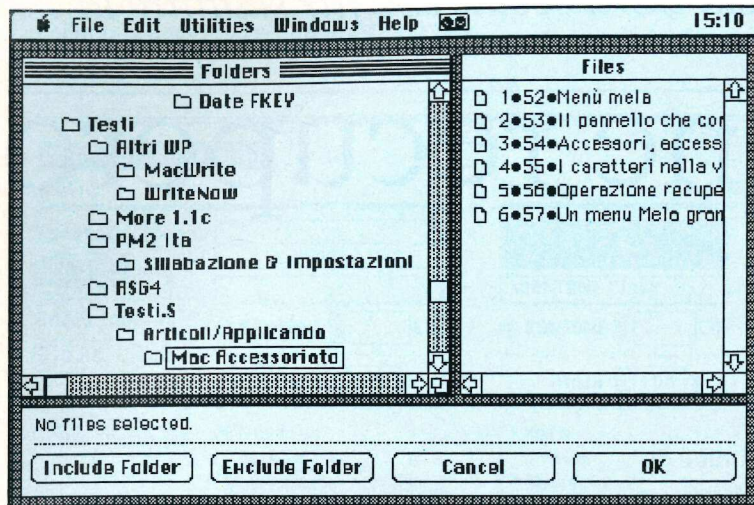 File Edit Utilities Windows Help 15:10
Folders
Date FKEY
Testi
Altri WP
MacWrite
WriteNow
More 1.1c
PM2 Ita
Sillabazione & Impostazioni
RSG4
Testi.S
Articoli/Applicando
Mac Accessoriato
Files
1•52•Menù mela
2•53•Il pannello che cor
3•54•Accessori, access
4•55•I caratteri nella v
5•56•Operazione recupe
6•57•Un menu Mela gran
No files selected.
Include Folder Exclude Folder Cancel OK